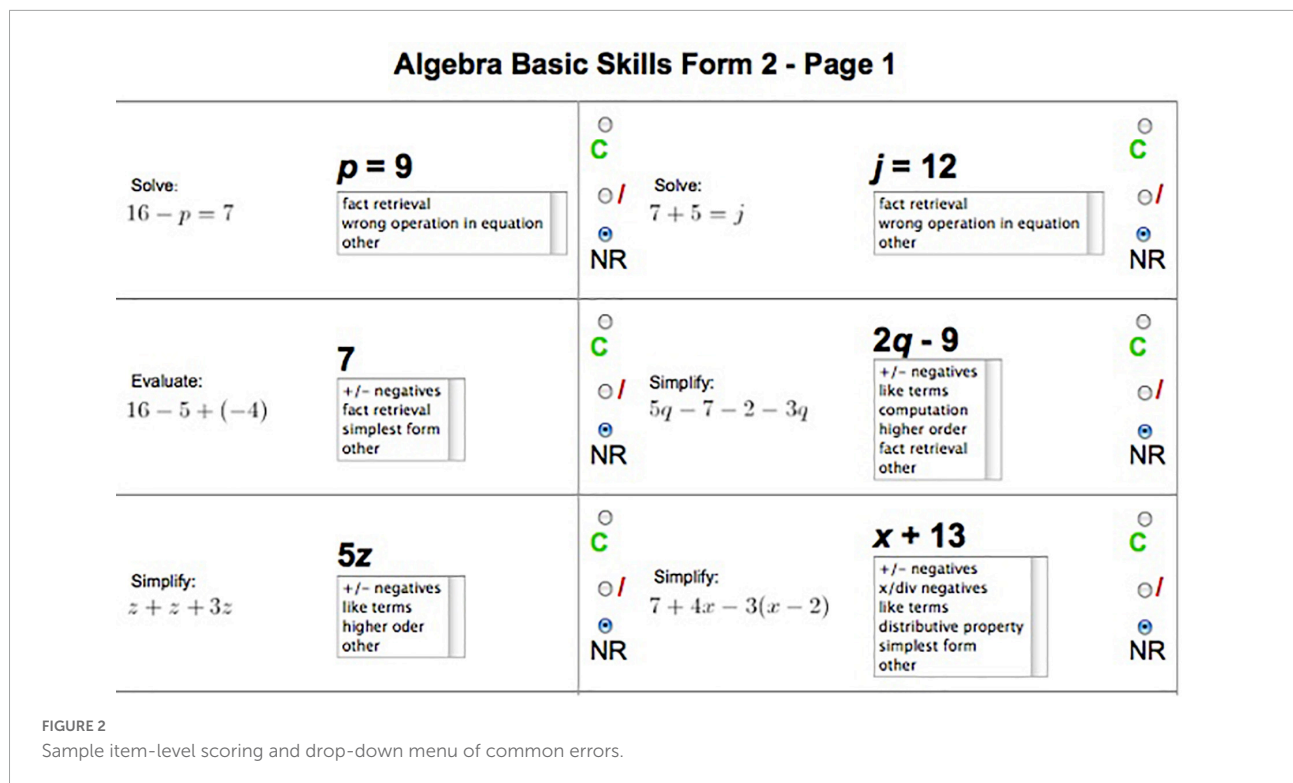 Algebra Basic Skills Form 2 - Page 1
Solve:
16 − p = 7
p = 9
fact retrieval
wrong operation in equation
other
C
/
NR
Solve:
7 + 5 = j
j = 12
fact retrieval
wrong operation in equation
other
C
/
NR
Evaluate:
16 − 5 + (−4)
7
+/− negatives
fact retrieval
simplest form
other
C
/
NR
Simplify:
5q − 7 − 2 − 3q
2q - 9
+/− negatives
like terms
computation
higher order
fact retrieval
other
C
/
NR
Simplify:
z + z + 3z
5z
+/− negatives
like terms
higher oder
other
C
/
NR
Simplify:
7 + 4x − 3(x − 2)
x + 13
+/− negatives
x/div negatives
like terms
distributive property
simplest form
other
C
/
NR
FIGURE 2
Sample item-level scoring and drop-down menu of common errors.